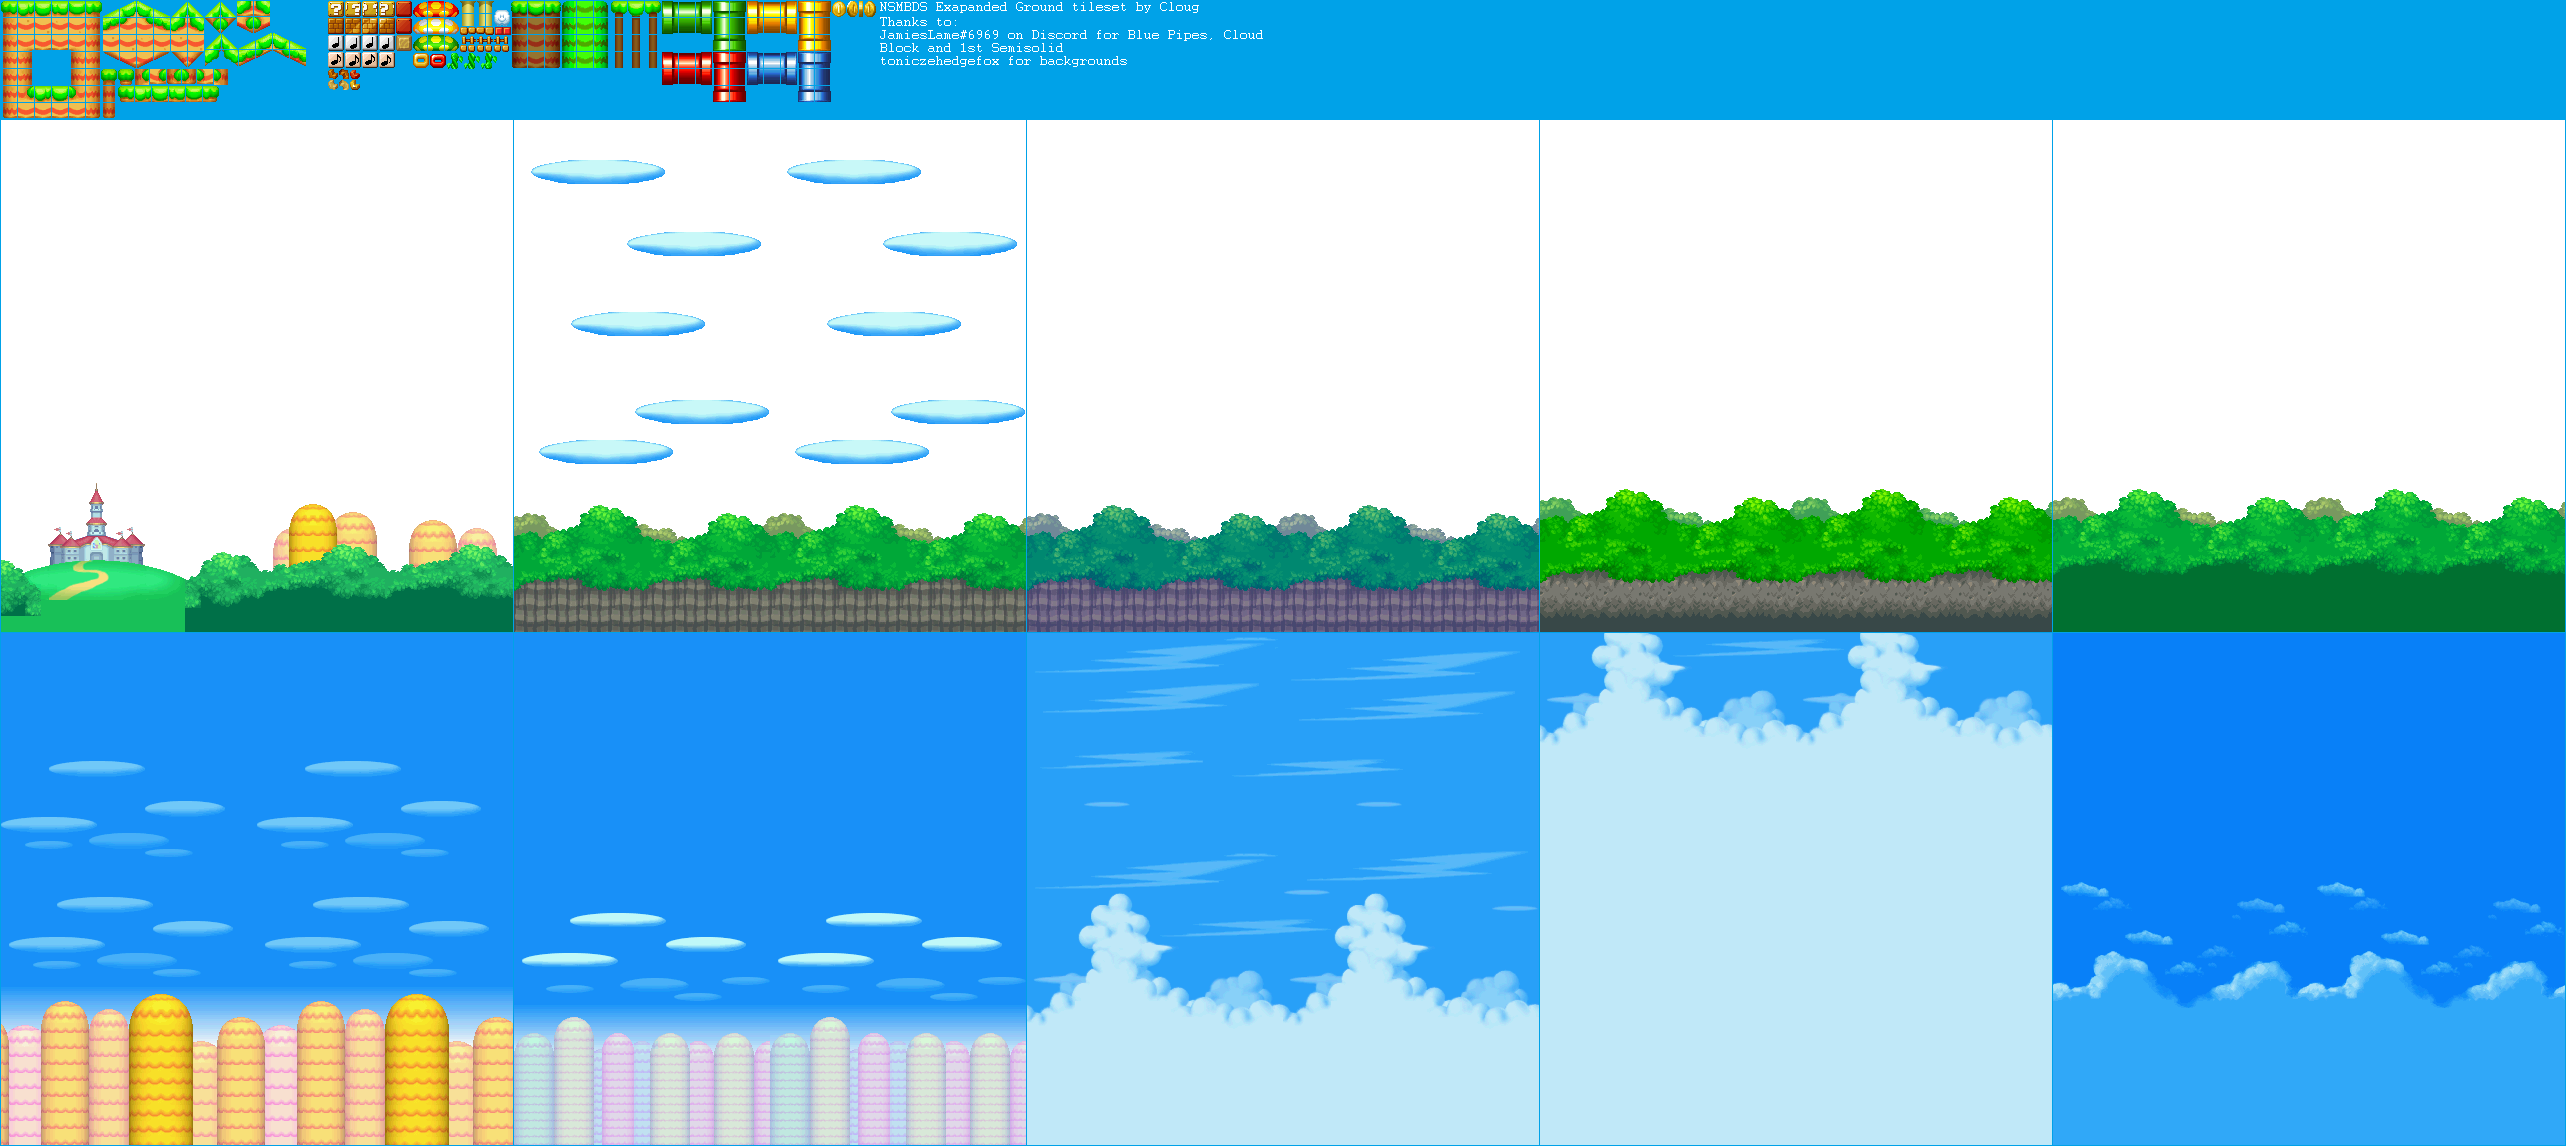 NSMBDS Exapanded Ground tileset by Cloug
Thanks to:
JamiesLame#6969 on Discord for Blue Pipes, Cloud
Block and 1st Semisolid
toniczehedgefox for backgrounds